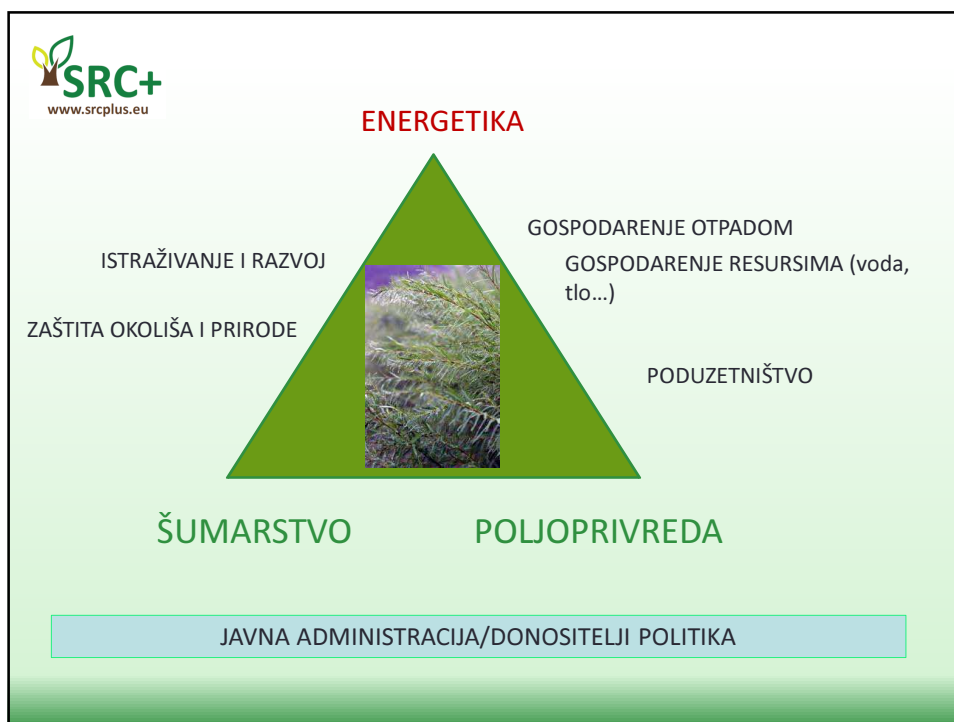 SRC+
www.srcplus.eu
ENERGETIKA
GOSPODARENJE OTPADOM
ISTRAŽIVANJE I RAZVOJ
GOSPODARENJE RESURSIMA (voda,
tlo…)
ZAŠTITA OKOLIŠA I PRIRODE
PODUZETNIŠTVO
ŠUMARSTVO
POLJOPRIVREDA
JAVNA ADMINISTRACIJA/DONOSITELJI POLITIKA